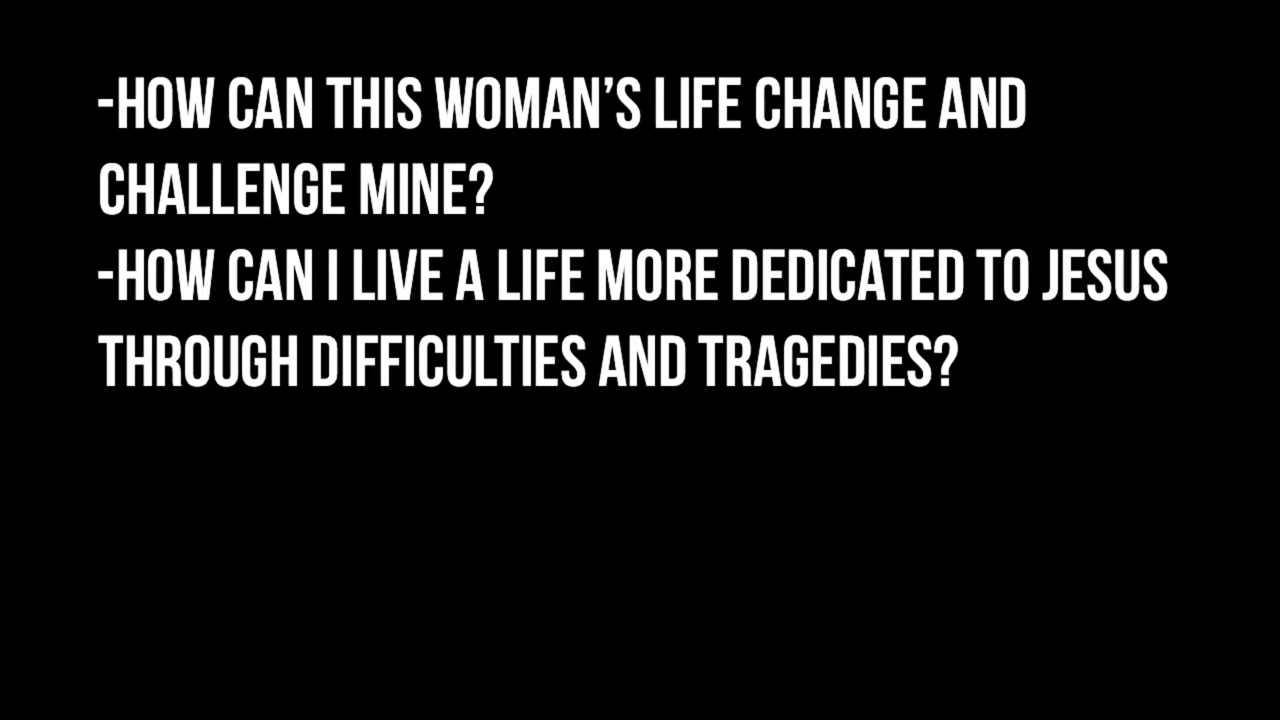 -HOW CAN THIS WOMAN’S LIFE CHANGE AND
CHALLENGE MINE?
-HOW CAN I LIVE A LIFE MORE DEDICATED TO JESUS
THROUGH DIFFICULTIES AND TRAGEDIES?